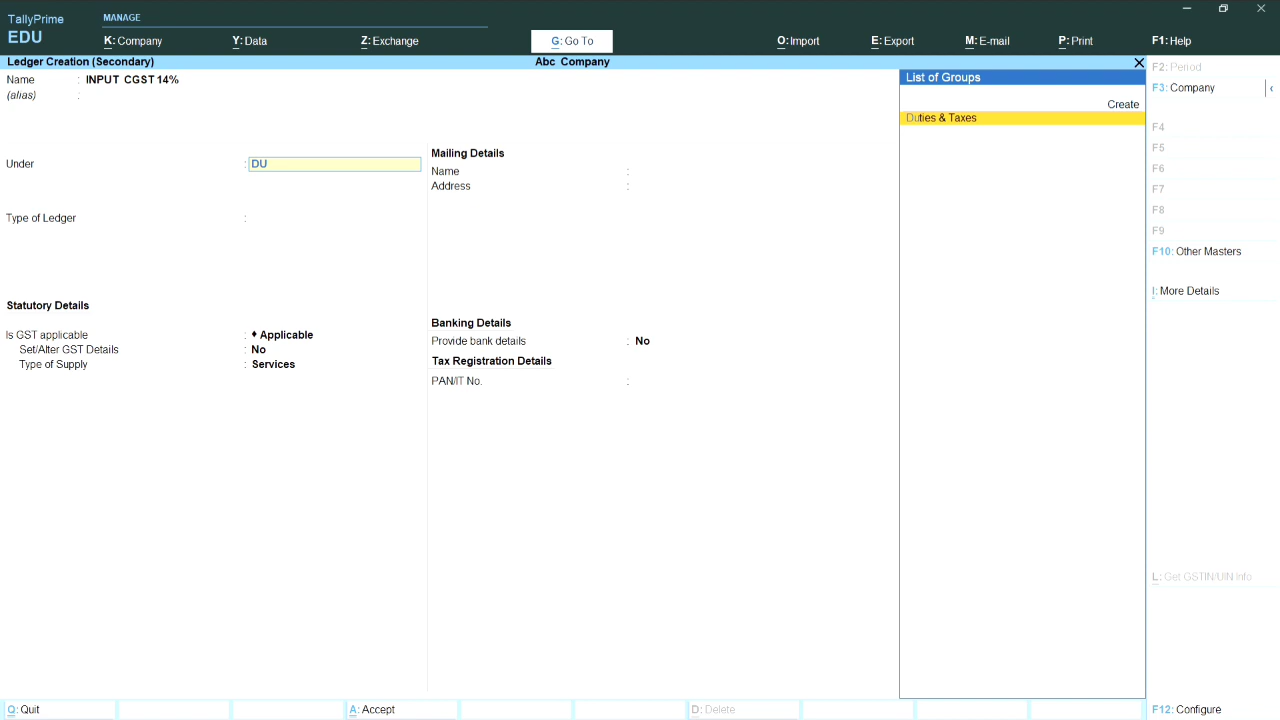 TallyPrime
EDU
MANAGE
K: Company
Y: Data
Z: Exchange
G: Go To
O: Import
E: Export
M: E-mail
P: Print
F1: Help
Ledger Creation (Secondary)
Abc Company
Name : INPUT CGST 14%
(alias) :
Under : DU
Type of Ledger :
Statutory Details
Is GST applicable : ♦ Applicable
Set/Alter GST Details : No
Type of Supply : Services
Mailing Details
Name :
Address :
Banking Details
Provide bank details : No
Tax Registration Details
PAN/IT No. :
List of Groups
Create
Duties & Taxes
F2: Period
F3: Company
F4
F5
F6
F7
F8
F9
F10: Other Masters
I: More Details
L: Get GSTIN/UIN Info
F12: Configure
Q: Quit
A: Accept
D: Delete